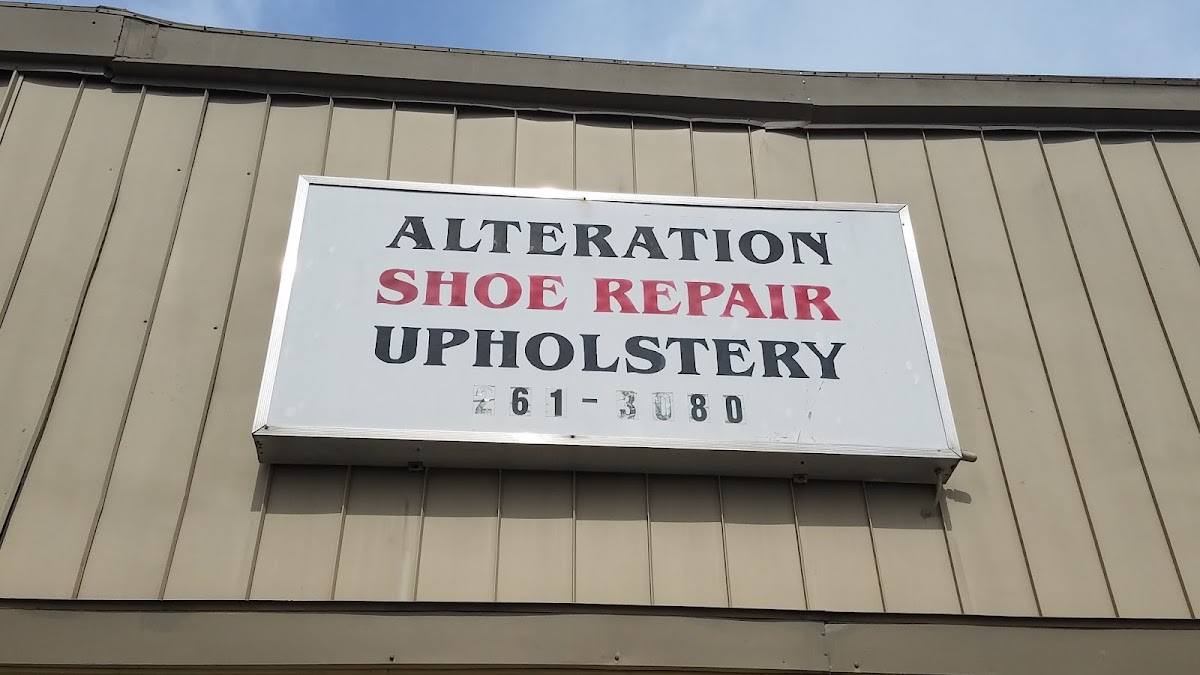 ALTERATION
SHOE REPAIR
UPHOLSTERY
261-3080